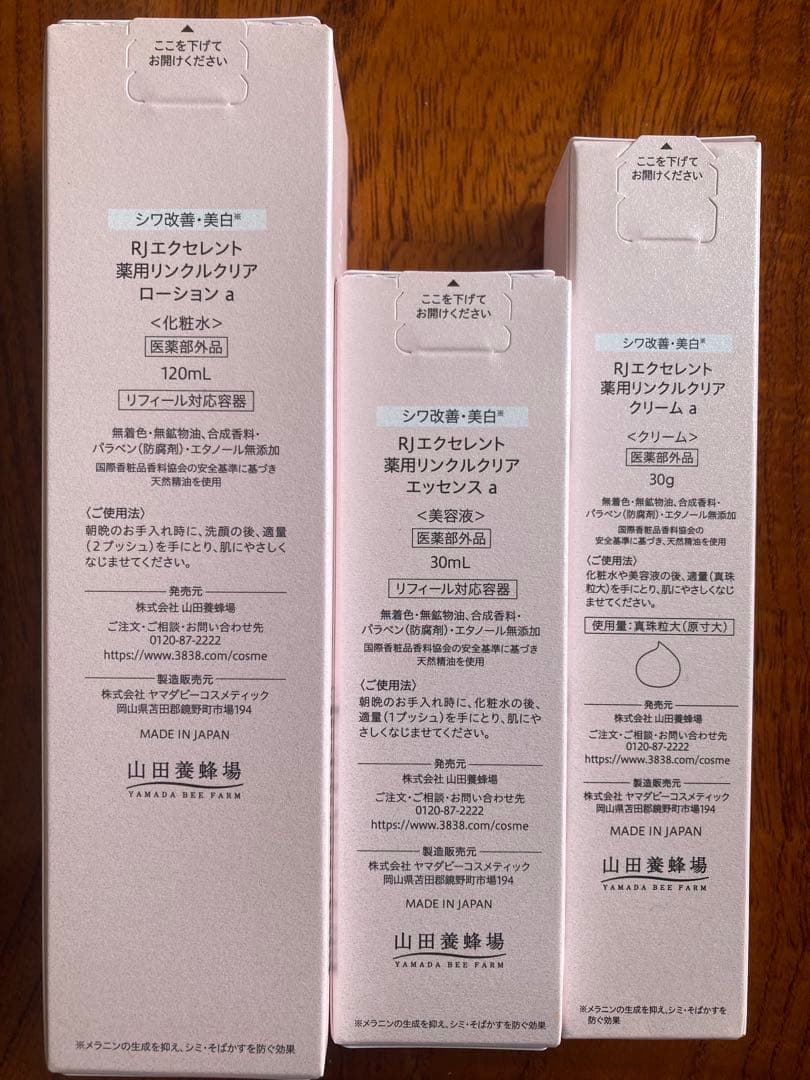 ここを下げて
お開けください
シワ改善・美白※
RJエクセレント
薬用リンクルクリア
ローション a
＜化粧水＞
医薬部外品
120mL
リフィール対応容器
無着色・無鉱物油、合成香料・
パラベン(防腐剤)・エタノール無添加
国際香粧品香料協会の安全基準に基づき
天然精油を使用
〈ご使用法〉
朝晩のお手入れ時に、洗顔の後、適量
(2プッシュ)を手にとり、肌にやさしく
なじませてください。
発売元
株式会社 山田養蜂場
ご注文・ご相談・お問い合わせ先
0120-87-2222
https://www.3838.com/cosme
製造販売元
株式会社 ヤマダビーコスメティック
岡山県苫田郡鏡野町市場194
MADE IN JAPAN
山田養蜂場
YAMADA BEE FARM
※メラニンの生成を抑え、シミ・そばかすを防ぐ効果
ここを下げて
お開けください
シワ改善・美白※
RJエクセレント
薬用リンクルクリア
エッセンス a
＜美容液＞
医薬部外品
30mL
リフィール対応容器
無着色・無鉱物油、合成香料・
パラベン(防腐剤)・エタノール無添加
国際香粧品香料協会の安全基準に基づき
天然精油を使用
〈ご使用法〉
朝晩のお手入れ時に、化粧水の後、
適量(1プッシュ)を手にとり、肌にや
さしくなじませてください。
発売元
株式会社 山田養蜂場
ご注文・ご相談・お問い合わせ先
0120-87-2222
https://www.3838.com/cosme
製造販売元
株式会社 ヤマダビーコスメティック
岡山県苫田郡鏡野町市場194
MADE IN JAPAN
山田養蜂場
YAMADA BEE FARM
※メラニンの生成を抑え、シミ・そばかすを防ぐ効果
ここを下げて
お開けください
シワ改善・美白※
RJエクセレント
薬用リンクルクリア
クリーム a
＜クリーム＞
医薬部外品
30g
無着色・無鉱物油、合成香料・
パラベン(防腐剤)・エタノール無添加
国際香粧品香料協会の
安全基準に基づき、天然精油を使用
〈ご使用法〉
化粧水や美容液の後、適量(真珠
粒大)を手にとり、肌にやさしくなじ
ませてください。
使用量：真珠粒大(原寸大)
発売元
株式会社 山田養蜂場
ご注文・ご相談・お問い合わせ先
0120-87-2222
https://www.3838.com/cosme
製造販売元
株式会社 ヤマダビーコスメティック
岡山県苫田郡鏡野町市場194
MADE IN JAPAN
山田養蜂場
YAMADA BEE FARM
※メラニンの生成を抑え、シミ・そばかすを
防ぐ効果